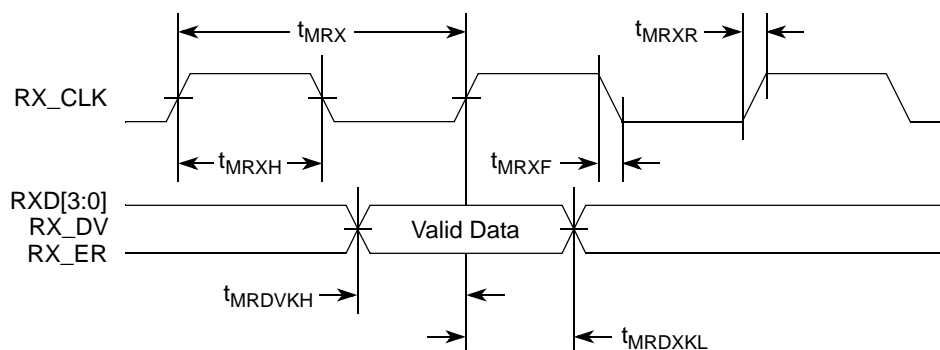 tMRX
tMRXR
RX_CLK
tMRXH
tMRXF
RXD[3:0]
RX_DV
Valid Data
RX_ER
tMRDVKH
tMRDXKL